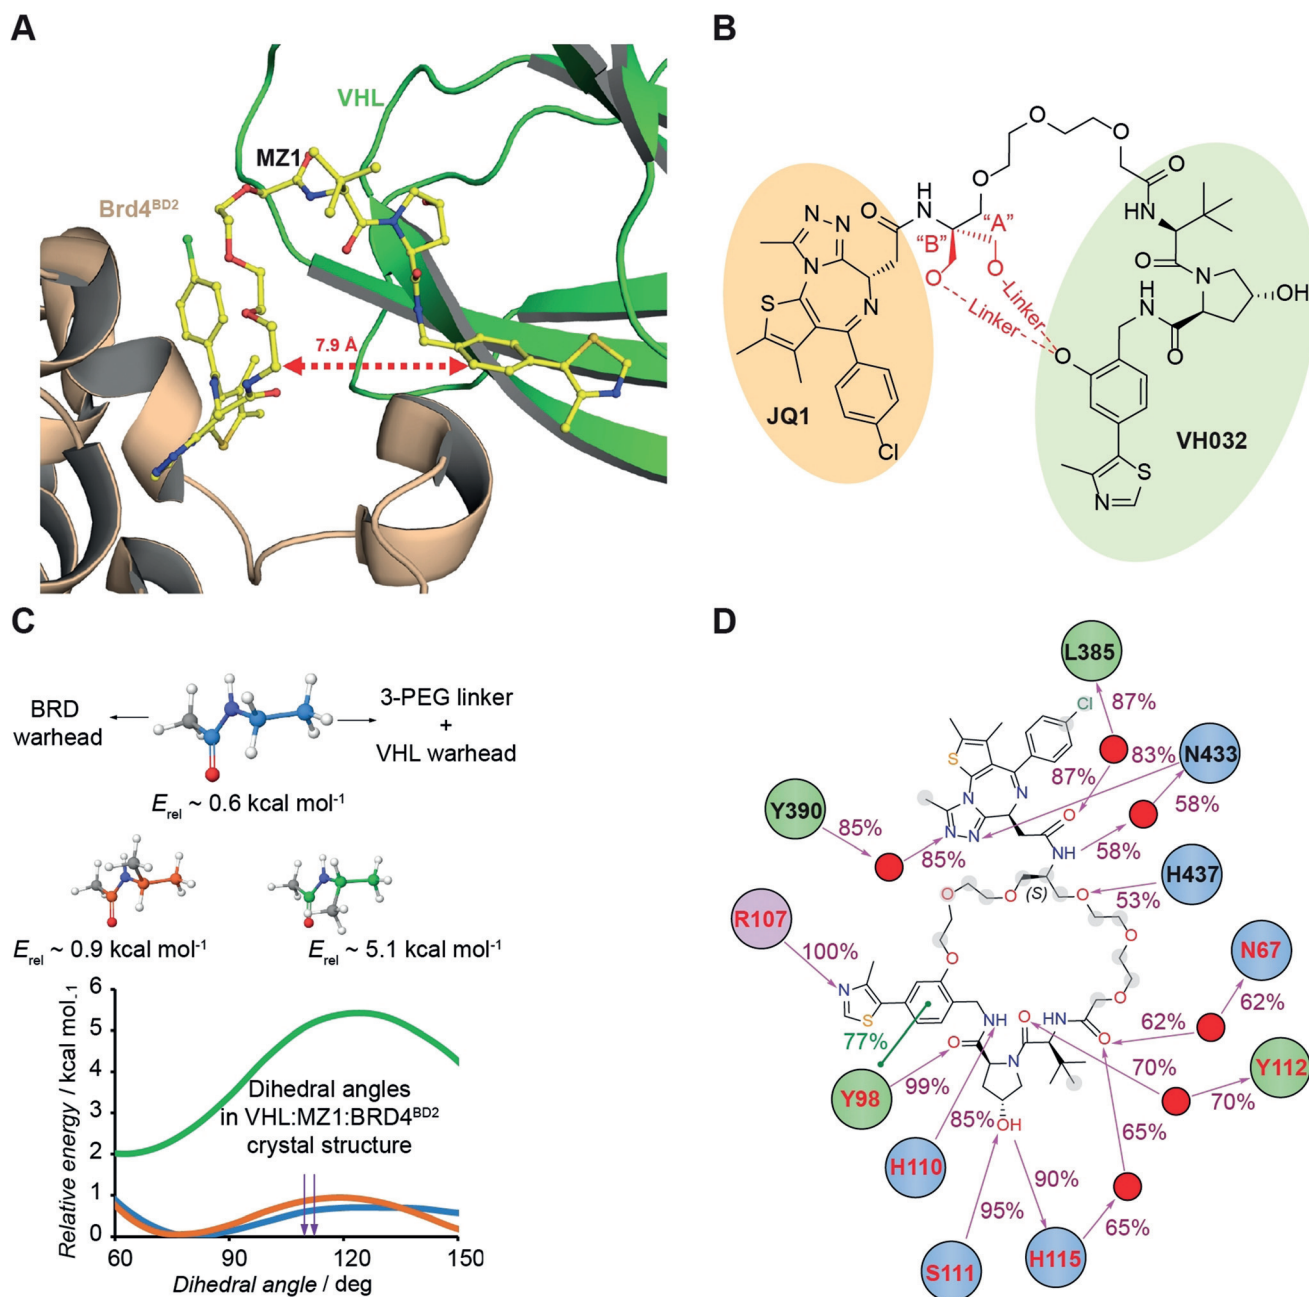 A
VHL
MZ1
Brd4BD2
7.9 Å
B
O
O
O
O
NH
"A"
"B"
O
O
Linker
Linker
O
N
N
N
N
S
Cl
JQ1
O
N
H
O
N
OH
NH
O
S
N
VH032
C
BRD
warhead
3-PEG linker
+
VHL warhead
Erel ~ 0.6 kcal mol-1
Erel ~ 0.9 kcal mol-1
Erel ~ 5.1 kcal mol-1
Relative energy / kcal mol-1
6
5
4
3
2
1
0
Dihedral angles
in VHL:MZ1:BRD4BD2
crystal structure
60
90
120
150
Dihedral angle / deg
D
L385
Cl
87%
87%
83%
N433
58%
58%
Y390
85%
85%
S
N
N
N
N
O
NH
H437
53%
(S)
O
O
O
O
O
O
R107
100%
N
S
77%
NH
O
O
N
NH
O
N67
62%
62%
Y98
99%
70%
70%
Y112
85%
OH
H110
65%
65%
90%
95%
S111
H115